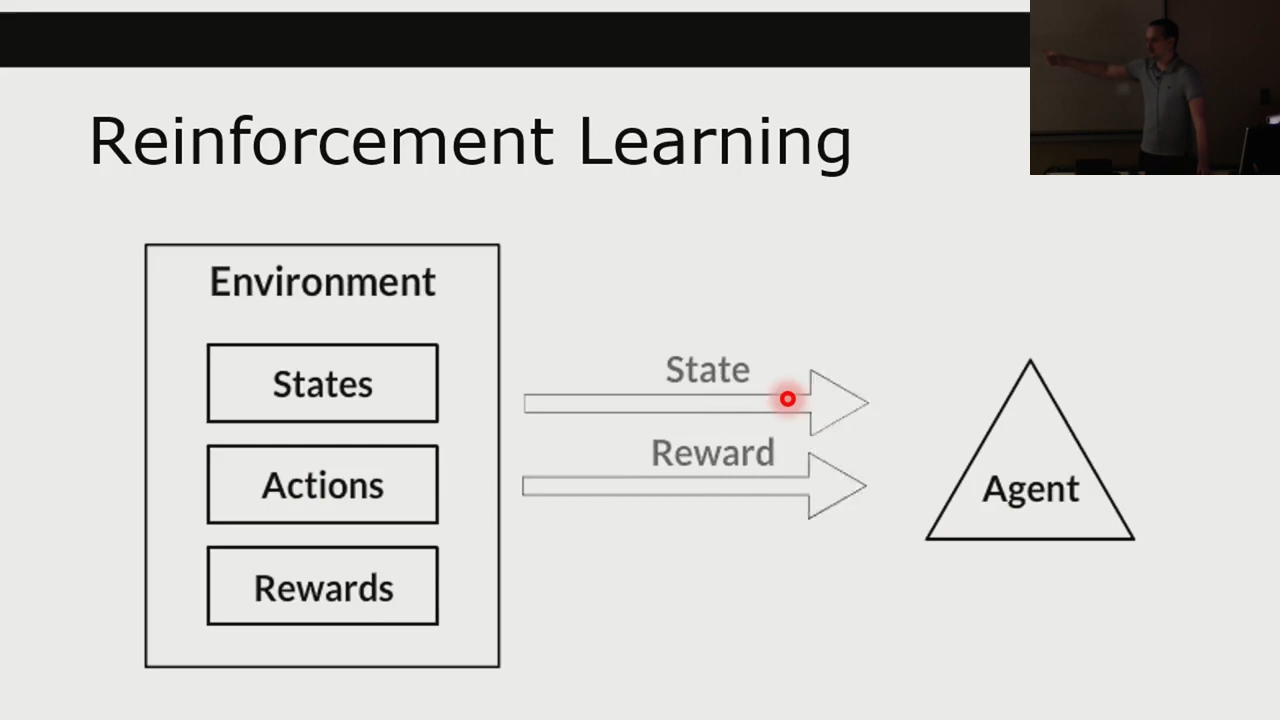 Reinforcement Learning
Environment
States
Actions
Rewards
State
Reward
Agent